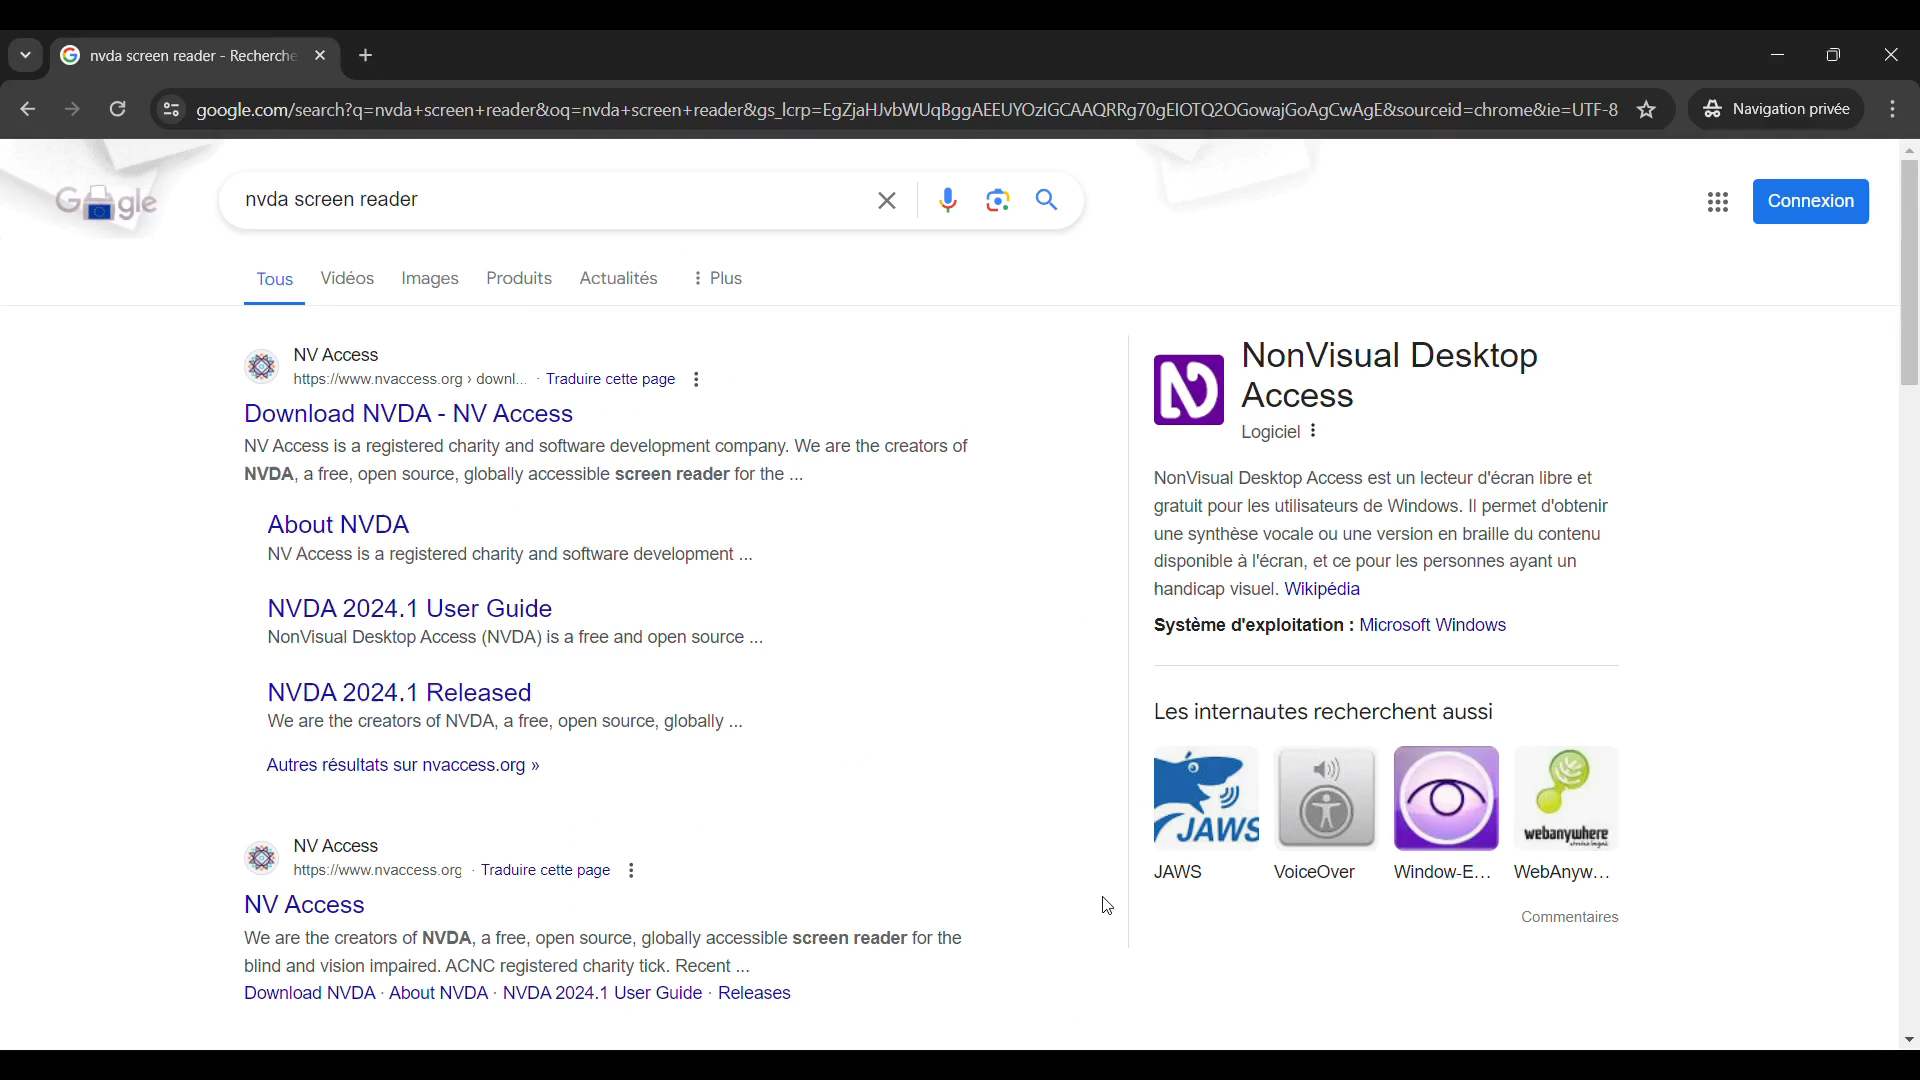 nvda screen reader - Recherche
google.com/search?q=nvda+screen+reader&oq=nvda+screen+reader&gs_lcrp=EgZjaHJvbWUqBggAEEUYOzIGCAAQRRg70gEIOTQ2OGowajGoAgCwAgE&sourceid=chrome&ie=UTF-8
Navigation privée
Google
nvda screen reader
Connexion
Tous Vidéos Images Produits Actualités Plus
NV Access
https://www.nvaccess.org › downl... · Traduire cette page
Download NVDA - NV Access
NV Access is a registered charity and software development company. We are the creators of
NVDA, a free, open source, globally accessible screen reader for the ...
About NVDA
NV Access is a registered charity and software development ...
NVDA 2024.1 User Guide
NonVisual Desktop Access (NVDA) is a free and open source ...
NVDA 2024.1 Released
We are the creators of NVDA, a free, open source, globally ...
Autres résultats sur nvaccess.org »
NV Access
https://www.nvaccess.org · Traduire cette page
NV Access
We are the creators of NVDA, a free, open source, globally accessible screen reader for the
blind and vision impaired. ACNC registered charity tick. Recent ...
Download NVDA · About NVDA · NVDA 2024.1 User Guide · Releases
NonVisual Desktop
Access
Logiciel
NonVisual Desktop Access est un lecteur d'écran libre et
gratuit pour les utilisateurs de Windows. Il permet d'obtenir
une synthèse vocale ou une version en braille du contenu
disponible à l'écran, et ce pour les personnes ayant un
handicap visuel. Wikipédia
Système d'exploitation : Microsoft Windows
Les internautes recherchent aussi
JAWS
webanywhere
JAWS VoiceOver Window-E... WebAnyw...
Commentaires